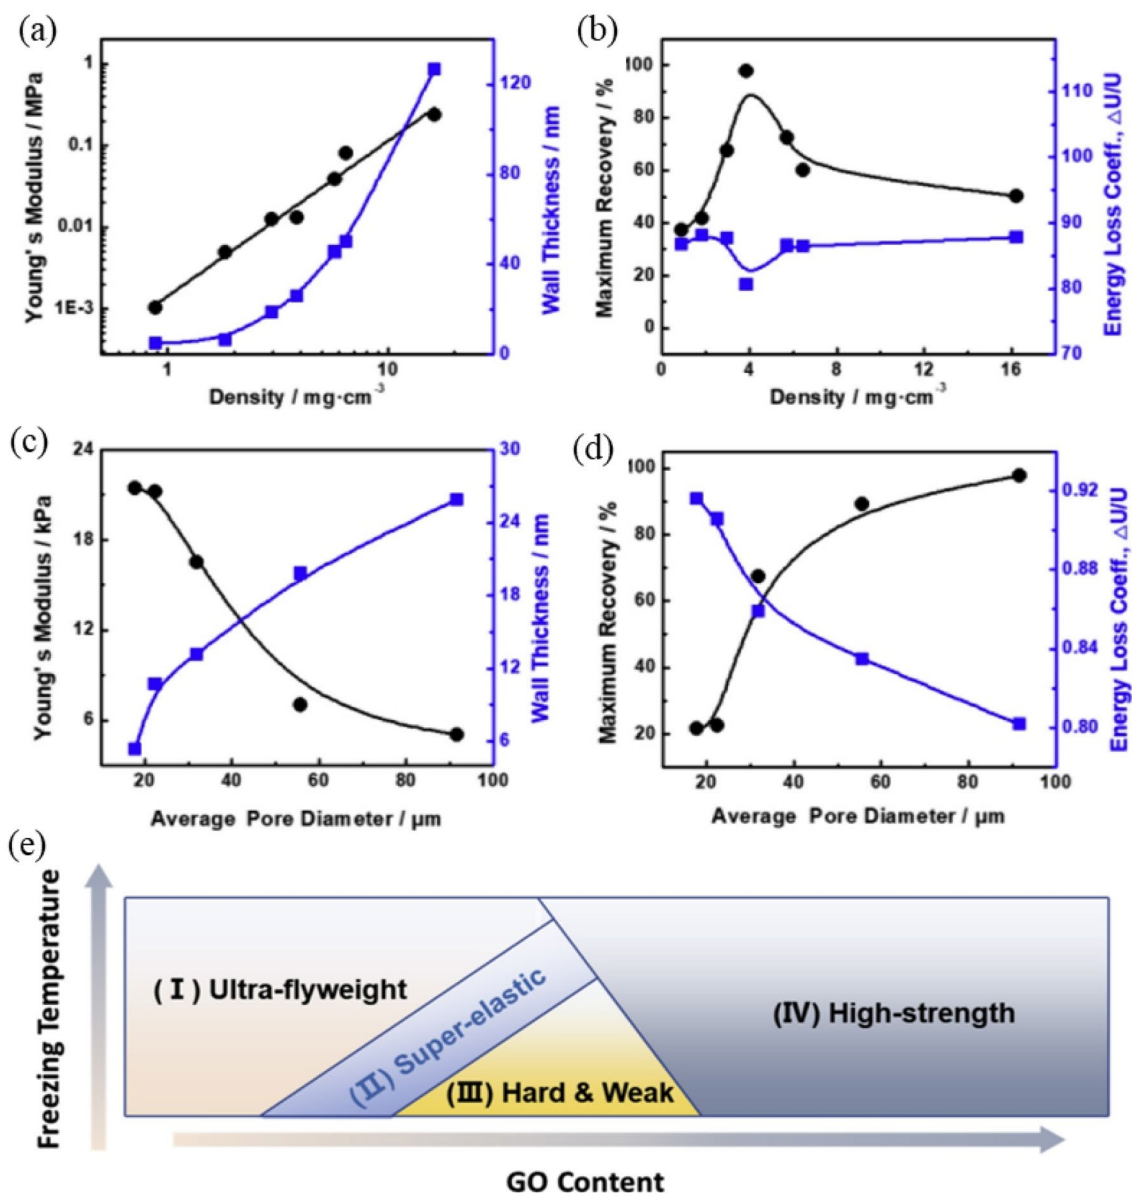 (a)
Young' s Modulus / MPa
1
0.1
0.01
1E-3
120
80
40
0
Wall Thickness / nm
1 10
Density / mg·cm-3
(b)
Maximum Recovery / %
100
80
60
40
20
0
110
100
90
80
70
Energy Loss Coeff., △U/U
0 4 8 12 16
Density / mg·cm-3
(c)
Young' s Modulus / kPa
24
18
12
6
30
24
18
12
6
Wall Thickness / nm
20 40 60 80 100
Average Pore Diameter / μm
(d)
Maximum Recovery / %
100
80
60
40
20
0.92
0.88
0.84
0.80
Energy Loss Coeff., △U/U
20 40 60 80 100
Average Pore Diameter / μm
(e)
Freezing Temperature
(Ⅰ) Ultra-flyweight
(Ⅱ) Super-elastic
(Ⅲ) Hard & Weak
(Ⅳ) High-strength
GO Content